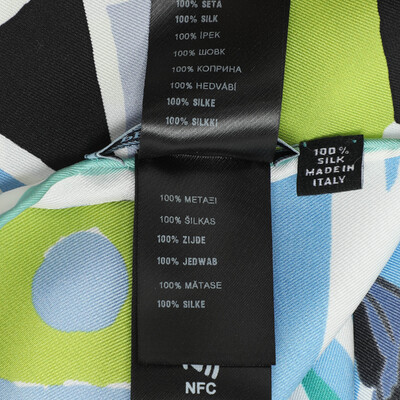 100% SETA
100% SILK
100% İPEK
100% ШОВК
100% КОПРИНА
100% HEDVÁBÍ
100% SILKE
100% SILKKI
100%
SILK
MADE IN
ITALY
100% ΜΕΤΑΞΙ
100% ŠILKAS
100% ZIJDE
100% JEDWAB
100% MĂTASE
100% SILKE
NFC